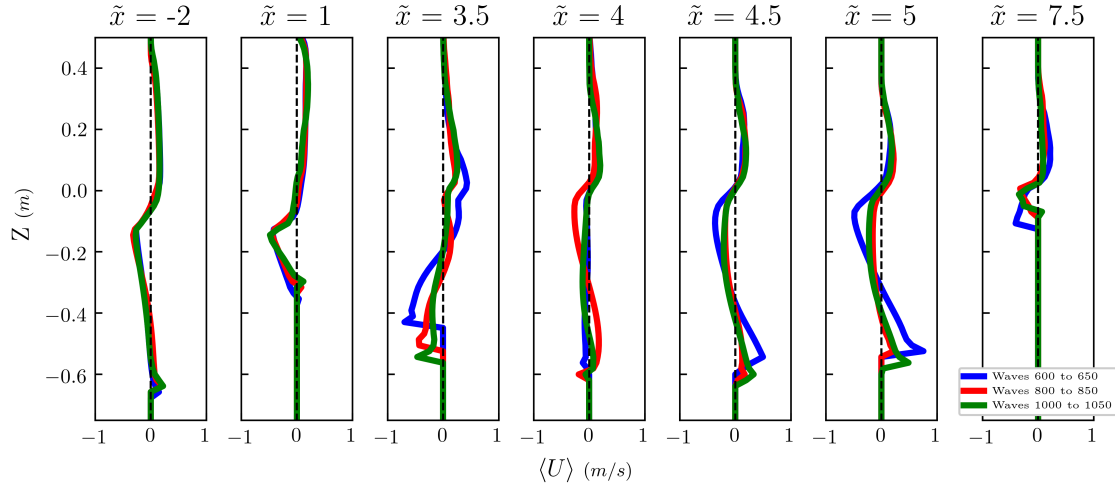 x̃ = -2 x̃ = 1 x̃ = 3.5 x̃ = 4 x̃ = 4.5 x̃ = 5 x̃ = 7.5
0.4
0.2
Z (m)
0.0
−0.2
−0.4
−0.6
Waves 600 to 650
Waves 800 to 850
Waves 1000 to 1050
−1 0 1 −1 0 1 −1 0 1 −1 0 1 −1 0 1 −1 0 1 −1 0 1
⟨U⟩ (m/s)